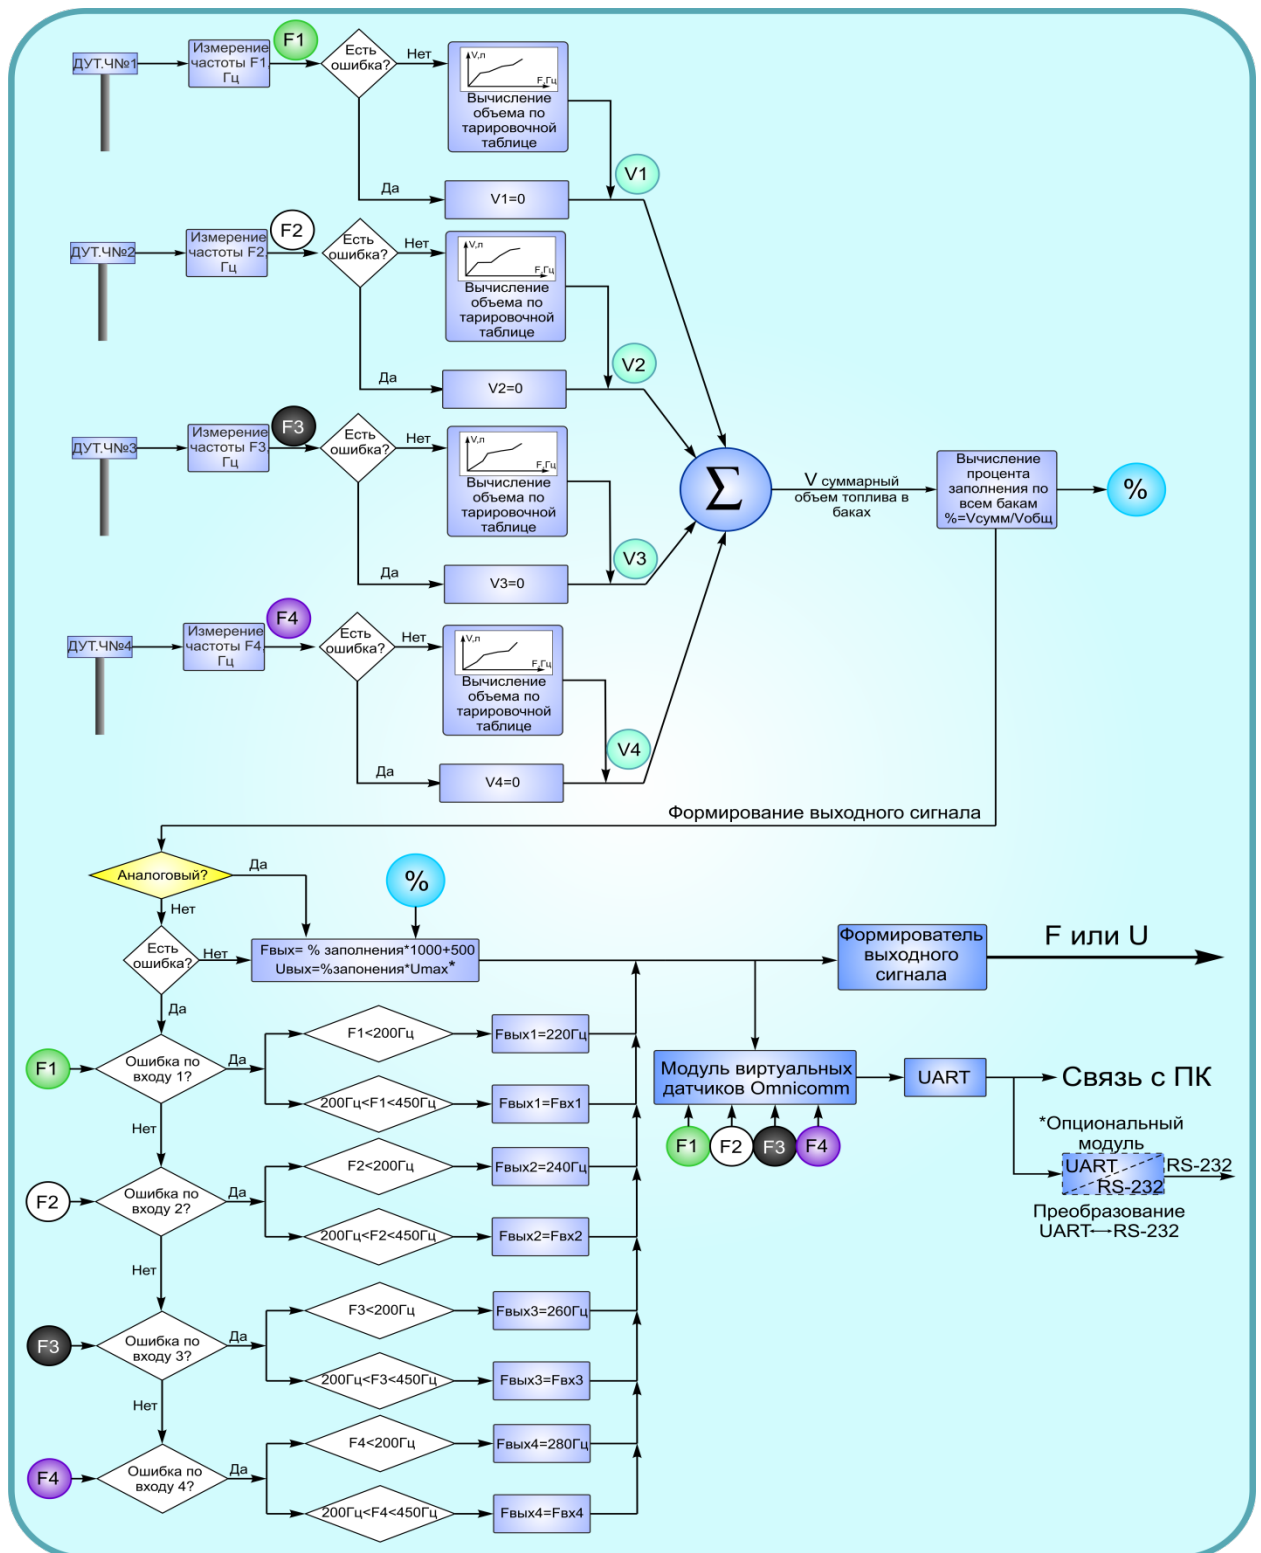 ДУТ.Ч№1
Измерение
частоты F1,
Гц
F1
Есть
ошибка?
Нет
V,л
F,Гц
Вычисление
объема по
тарировочной
таблице
Да
V1=0
V1
ДУТ.Ч№2
Измерение
частоты F2,
Гц
F2
Есть
ошибка?
Нет
V,л
F,Гц
Вычисление
объема по
тарировочной
таблице
Да
V2=0
V2
ДУТ.Ч№3
Измерение
частоты F3,
Гц
F3
Есть
ошибка?
Нет
V,л
F,Гц
Вычисление
объема по
тарировочной
таблице
Да
V3=0
V3
ДУТ.Ч№4
Измерение
частоты F4,
Гц
F4
Есть
ошибка?
Нет
V,л
F,Гц
Вычисление
объема по
тарировочной
таблице
Да
V4=0
V4
Σ
V суммарный
объем топлива в
баках
Вычисление
процента
заполнения по
всем бакам
%=Vсумм/Vобщ
%
Формирование выходного сигнала
Аналоговый?
Да
Нет
%
Есть
ошибка?
Нет
Да
Fвых= % заполнения*1000+500
Uвых=%запонения*Umax*
Формирователь
выходного
сигнала
F или U
F1
Ошибка по
входу 1?
Да
Нет
F1<200Гц
Fвых1=220Гц
200Гц<F1<450Гц
Fвых1=Fвх1
F2
Ошибка по
входу 2?
Да
Нет
F2<200Гц
Fвых2=240Гц
200Гц<F2<450Гц
Fвых2=Fвх2
F3
Ошибка по
входу 3?
Да
Нет
F3<200Гц
Fвых3=260Гц
200Гц<F3<450Гц
Fвых3=Fвх3
F4
Ошибка по
входу 4?
Да
F4<200Гц
Fвых4=280Гц
200Гц<F4<450Гц
Fвых4=Fвх4
Модуль виртуальных
датчиков Omnicomm
F1
F2
F3
F4
UART
Связь с ПК
*Опциональный
модуль
UART
RS-232
RS-232
Преобразование
UART↔RS-232